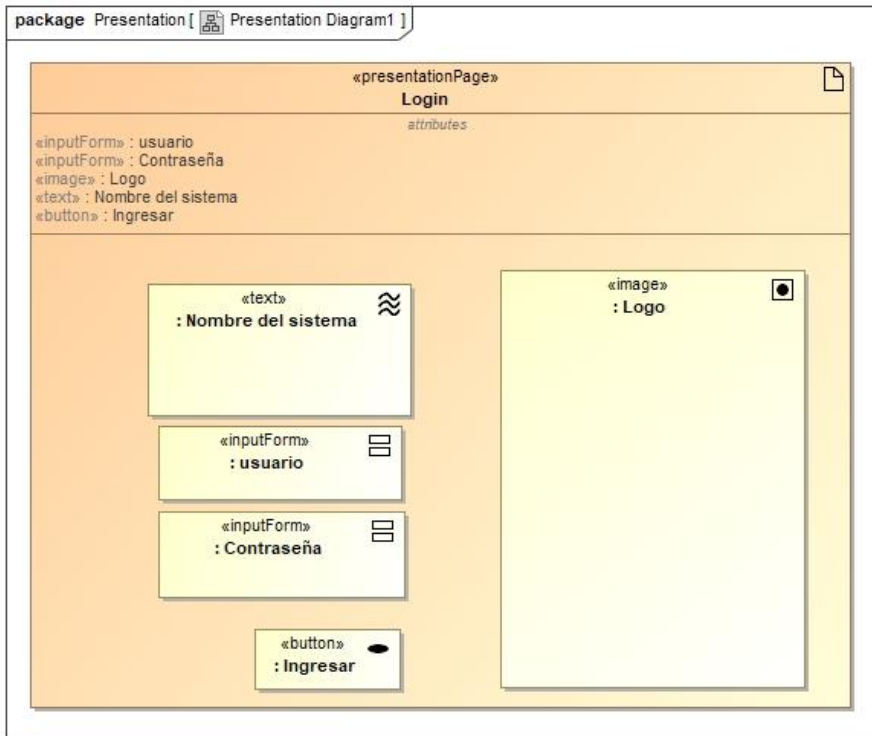 package Presentation [ Presentation Diagram1 ]
«presentationPage»
Login
attributes
«inputForm» : usuario
«inputForm» : Contraseña
«image» : Logo
«text» : Nombre del sistema
«button» : Ingresar
«text»
: Nombre del sistema
«image»
: Logo
«inputForm»
: usuario
«inputForm»
: Contraseña
«button»
: Ingresar